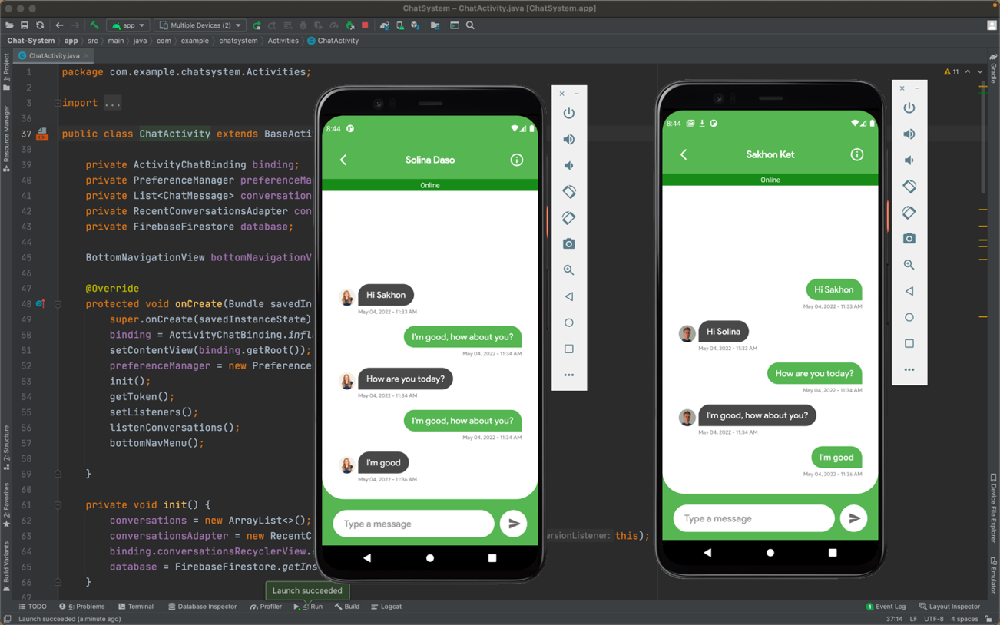 ChatSystem – ChatActivity.java [ChatSystem.app]
app
Multiple Devices (2)
Chat-System
app
src
main
java
com
example
chatsystem
Activities
ChatActivity
ChatActivity.java
1 package com.example.chatsystem.Activities;
2
3 import ...
36
37 public class ChatActivity extends BaseActi
38
39 private ActivityChatBinding binding;
40 private PreferenceManager preferenceMa
41 private List<ChatMessage> conversations
42 private RecentConversationsAdapter con
43 private FirebaseFirestore database;
44
45 BottomNavigationView bottomNavigationV
46
47 @Override
48 protected void onCreate(Bundle savedIns
49 super.onCreate(savedInstanceState)
50 binding = ActivityChatBinding.infl
51 setContentView(binding.getRoot());
52 preferenceManager = new Preference
53 init();
54 getToken();
55 setListeners();
56 listenConversations();
57 bottomNavMenu();
58
59 }
60
61 private void init() {
62 conversations = new ArrayList<>();
63 conversationsAdapter = new RecentCo
ersionListener: this);
64 binding.conversationsRecyclerView.s
65 database = FirebaseFirestore.getIns
66 }
67
11
1: Project
Resource Manager
Z: Structure
2: Favorites
Build Variants
Gradle
Device File Explorer
Emulator
8:44
Solina Daso
Online
Hi Sakhon
May 04, 2022 - 11:33 AM
I'm good, how about you?
May 04, 2022 - 11:34 AM
How are you today?
May 04, 2022 - 11:34 AM
I'm good, how about you?
May 04, 2022 - 11:34 AM
I'm good
May 04, 2022 - 11:36 AM
Type a message
8:44
Sakhon Ket
Online
Hi Sakhon
May 04, 2022 - 11:33 AM
Hi Solina
May 04, 2022 - 11:33 AM
How are you today?
May 04, 2022 - 11:34 AM
I'm good, how about you?
May 04, 2022 - 11:34 AM
I'm good
May 04, 2022 - 11:36 AM
Type a message
Launch succeeded
TODO
6: Problems
Terminal
Database Inspector
Profiler
4: Run
Build
Logcat
1 Event Log
Layout Inspector
Launch succeeded (a minute ago)
37:14 LF UTF-8 4 spaces